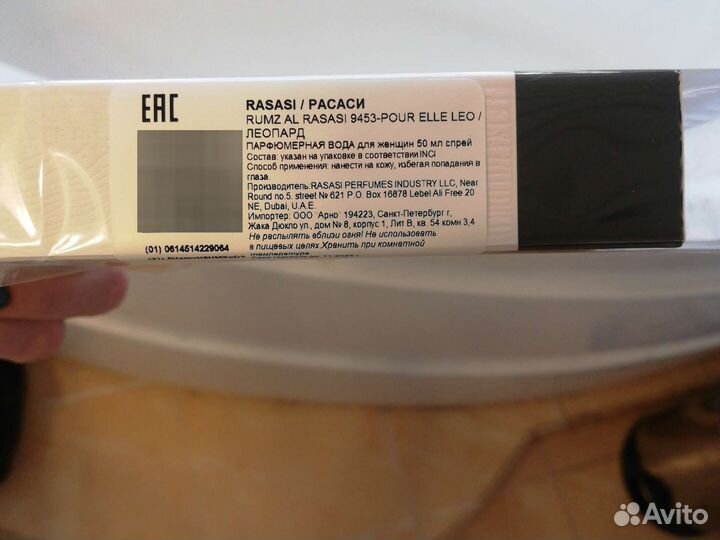 EAC
RASASI / РАСАСИ
RUMZ AL RASASI 9453-POUR ELLE LEO /
ЛЕОПАРД
ПАРФЮМЕРНАЯ ВОДА для женщин 50 мл спрей
Состав: указан на упаковке в соответствии INCI
Способ применения: нанести на кожу, избегая попадания в
глаза.
Производитель: RASASI PERFUMES INDUSTRY LLC, Near
Round no.5. street № 621 P.O. Box 16878 Lebel Ali Free 20
NE, Dubai, U.A.E.
Импортер: ООО Арно 194223, Санкт-Петербург г,
Жака Дюкло ул., дом № 8, корпус 1, Лит В, кв. 54 комн 3,4
Не распылять вблизи огня! Не использовать
в пищевых целях.Хранить при комнатной
температуре.
(01) 0614514229064
Avito